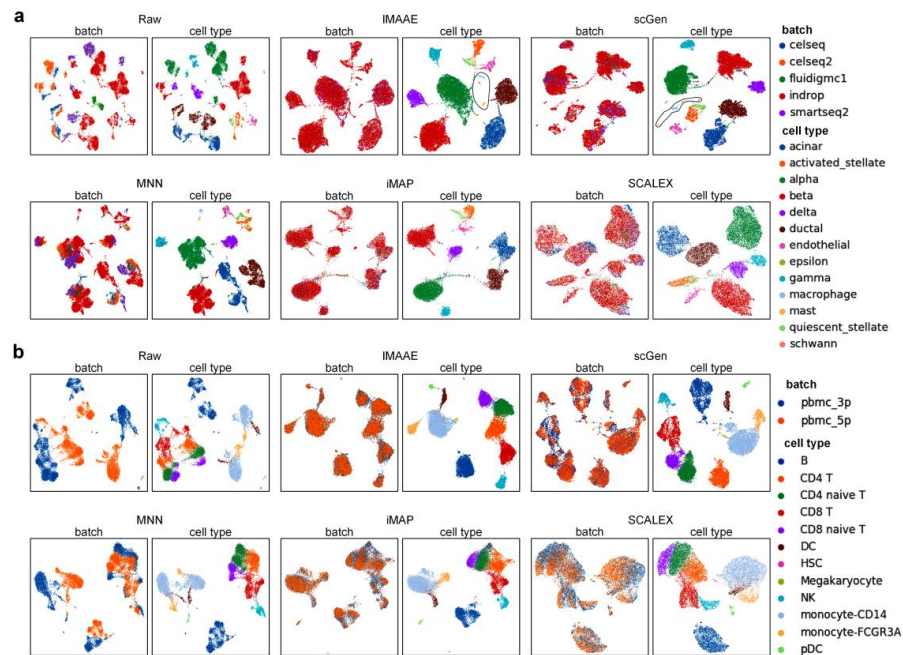 a
Raw
IMAAE
scGen
batch
cell type
batch
cell type
batch
cell type
MNN
iMAP
SCALEX
batch
cell type
batch
cell type
batch
cell type
batch
celseq
celseq2
fluidigmc1
indrop
smartseq2
cell type
acinar
activated_stellate
alpha
beta
delta
ductal
endothelial
epsilon
gamma
macrophage
mast
quiescent_stellate
schwann
b
Raw
IMAAE
scGen
batch
cell type
batch
cell type
batch
cell type
MNN
iMAP
SCALEX
batch
cell type
batch
cell type
batch
cell type
batch
pbmc_3p
pbmc_5p
cell type
B
CD4 T
CD4 naive T
CD8 T
CD8 naive T
DC
HSC
Megakaryocyte
NK
monocyte-CD14
monocyte-FCGR3A
pDC